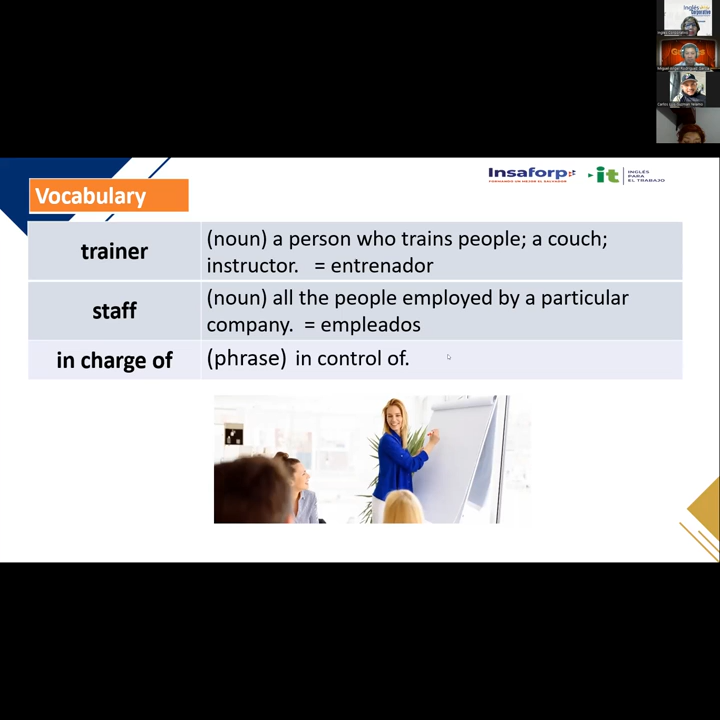 Vocabulary
Insaforp
it
INGLÉS
PARA
EL TRABAJO
trainer
(noun) a person who trains people; a couch;
instructor. = entrenador
staff
(noun) all the people employed by a particular
company. = empleados
in charge of
(phrase) in control of.